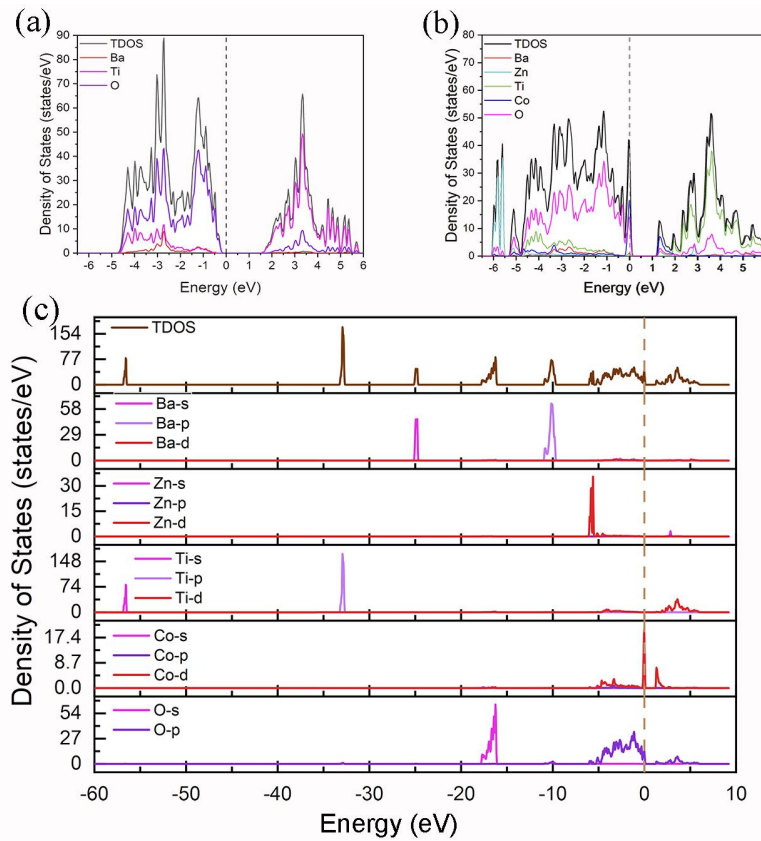 (a)
90
80
70
60
50
40
30
20
10
0
Density of States (states/eV)
TDOS
Ba
Ti
O
-6 -5 -4 -3 -2 -1 0 1 2 3 4 5 6
Energy (eV)
(b)
80
70
60
50
40
30
20
10
0
Density of States (states/eV)
TDOS
Ba
Zn
Ti
Co
O
-6 -5 -4 -3 -2 -1 0 1 2 3 4 5
Energy (eV)
(c)
Density of States (states/eV)
154
77
0
TDOS
58
29
0
Ba-s
Ba-p
Ba-d
30
15
0
Zn-s
Zn-p
Zn-d
148
74
0
Ti-s
Ti-p
Ti-d
17.4
8.7
0.0
Co-s
Co-p
Co-d
54
27
0
O-s
O-p
-60 -50 -40 -30 -20 -10 0 10
Energy (eV)